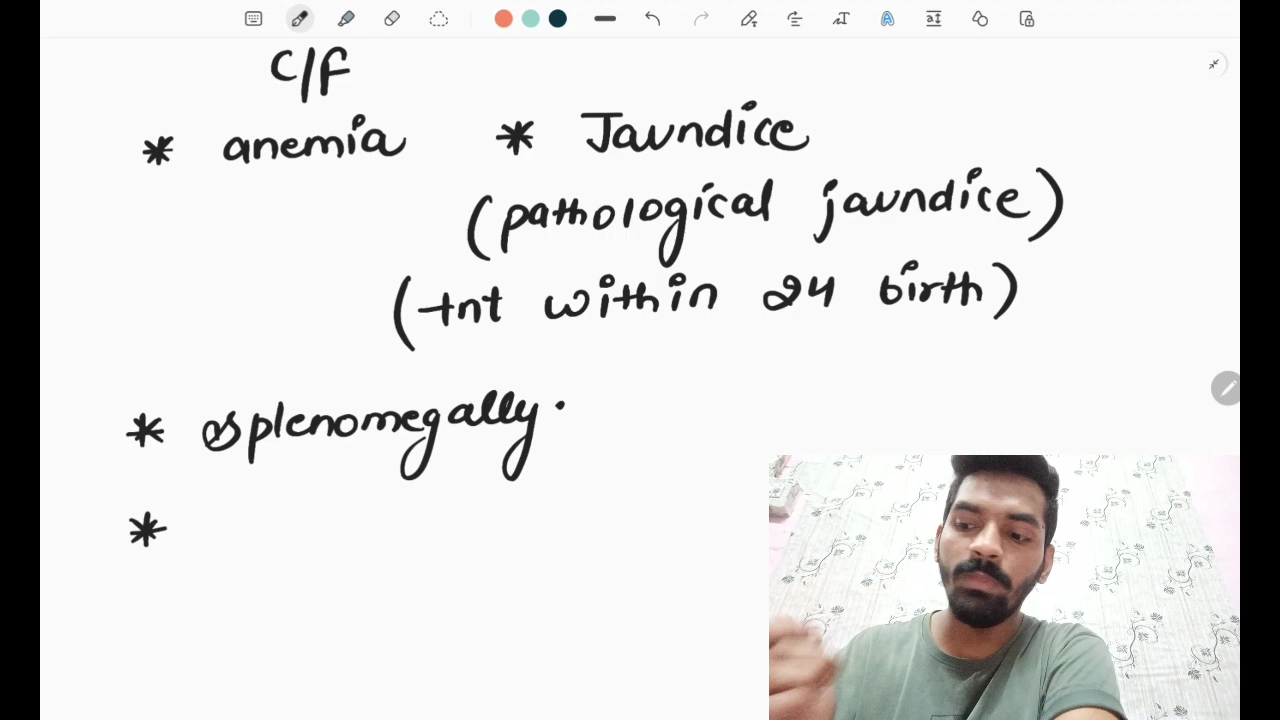 C/F
* anemia * Jaundice
(pathological jaundice)
(+nt within 24 birth)
* splenomegally.
*